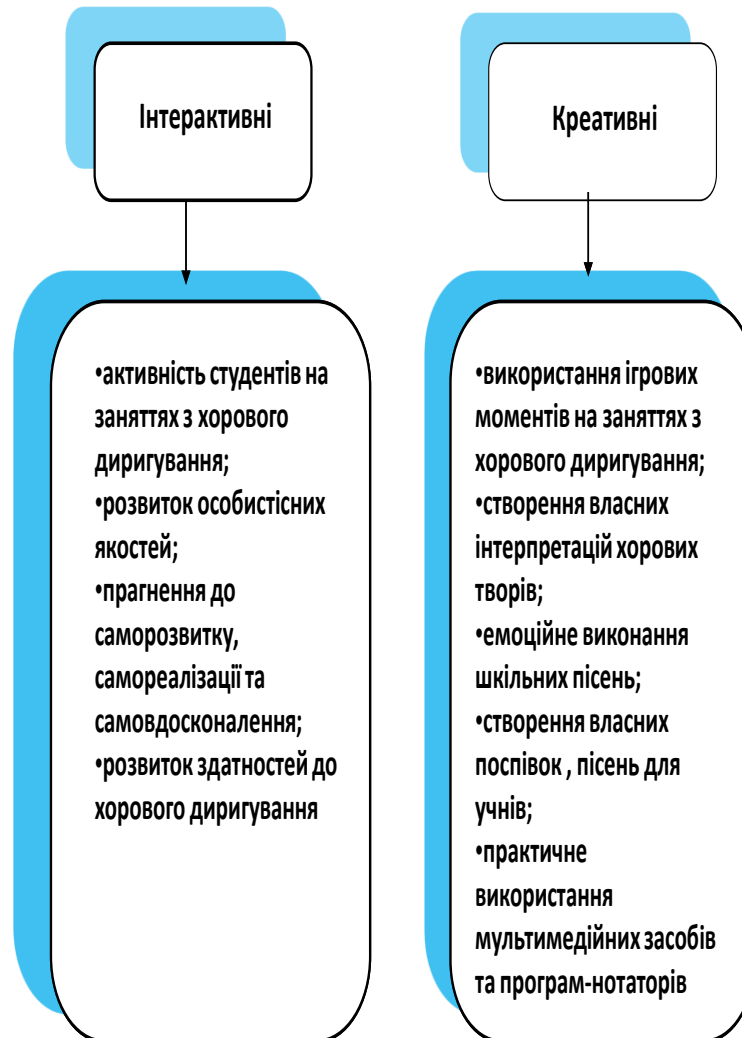 Інтерактивні
•активність студентів на
заняттях з хорового
диригування;
•розвиток особистісних
якостей;
•прагнення до
саморозвитку,
самореалізації та
самовдосконалення;
•розвиток здатностей до
хорового диригування
Креативні
•використання ігрових
моментів на заняттях з
хорового диригування;
•створення власних
інтерпретацій хорових
творів;
•емоційне виконання
шкільних пісень;
•створення власних
поспівок , пісень для
учнів;
•практичне
використання
мультимедійних засобів
та програм-нотаторів